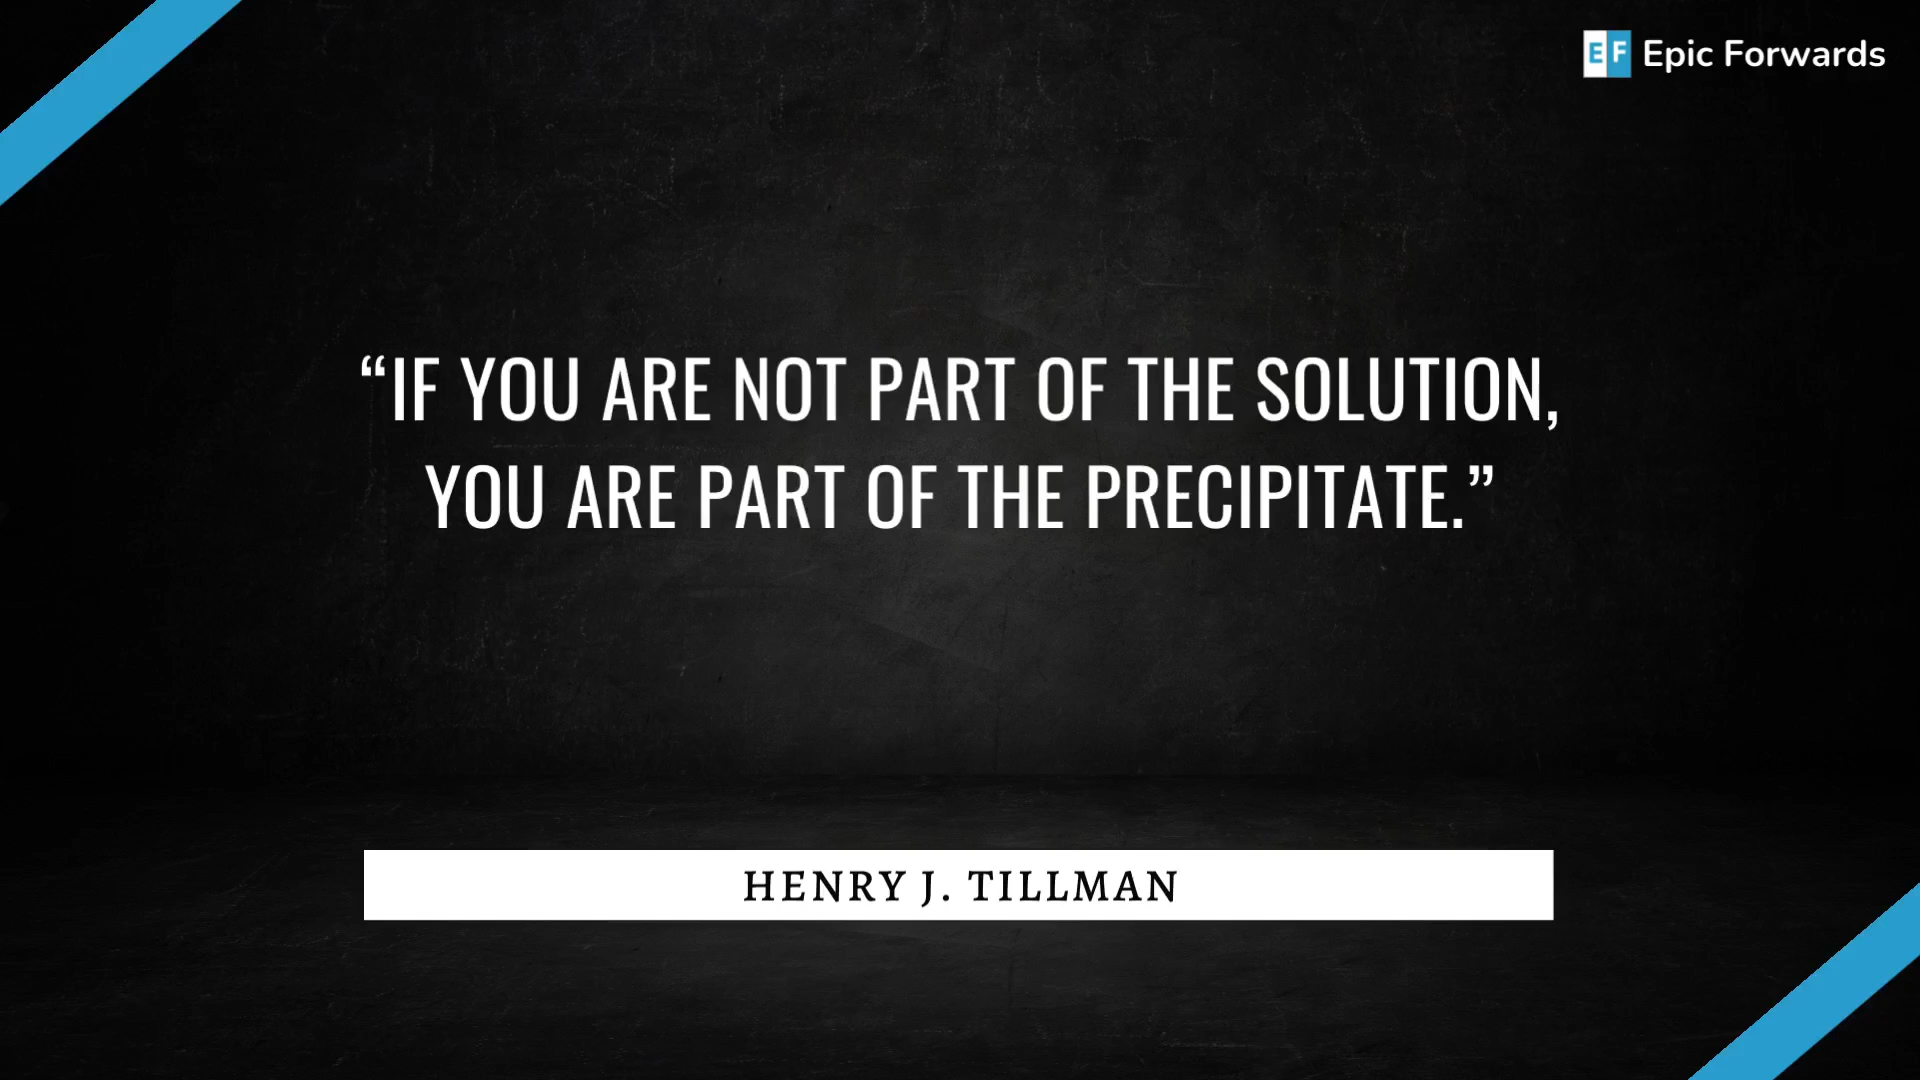 EF Epic Forwards
“IF YOU ARE NOT PART OF THE SOLUTION,
YOU ARE PART OF THE PRECIPITATE.”
HENRY J. TILLMAN